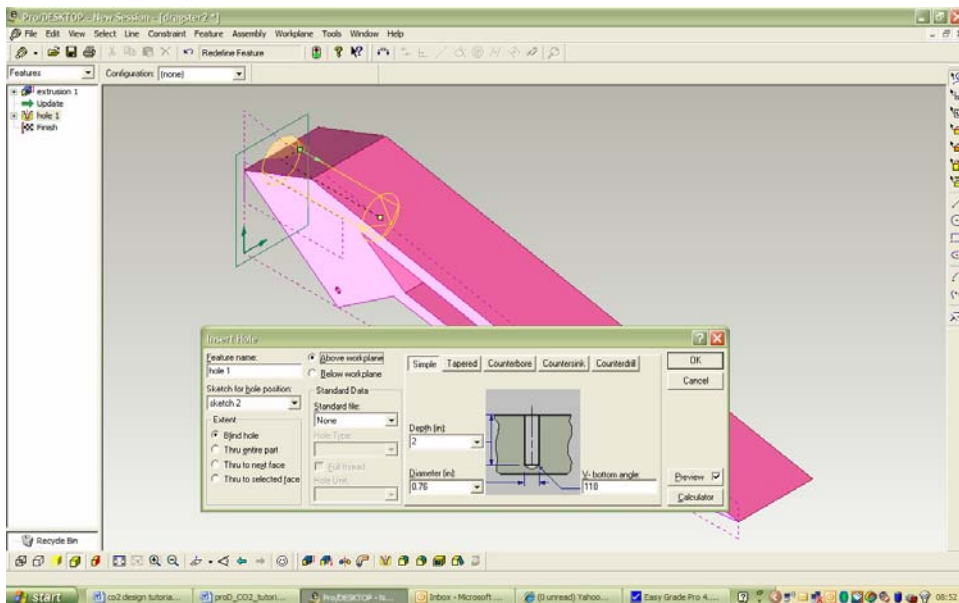 Pro/DESKTOP - New Session - [dragster2 *]
File Edit View Select Line Constraint Feature Assembly Workplane Tools Window Help
Redefine Feature
Features
Configuration: (none)
extrusion 1
Update
hole 1
Finish
Insert Hole
Feature name:
hole 1
Sketch for hole position:
sketch 2
Extent
Blind hole
Thru entire part
Thru to next face
Thru to selected face
Above workplane
Below workplane
Standard Data
Standard file:
None
Hole Type:
Full thread
Hole Unit:
Simple Tapered Counterbore Countersink Counterdrill
Depth (in):
2
Diameter (in):
0.76
V- bottom angle:
118
OK
Cancel
Preview
Calculator
Recycle Bin
start
co2 design tutoria...
proD_CO2_tutori...
Pro/DESKTOP - N...
Inbox - Microsoft ...
(0 unread) Yahoo...
Easy Grade Pro 4....
08:52